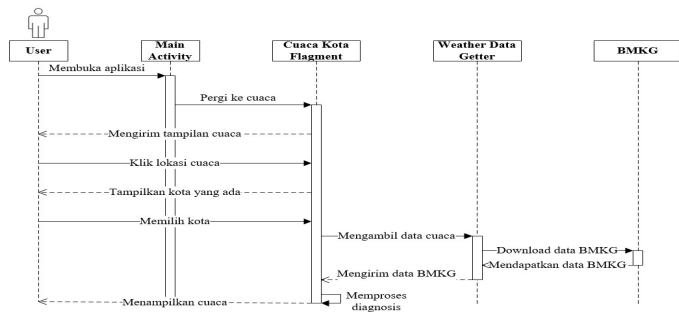 User
Main
Activity
Cuaca Kota
Flagment
Weather Data
Getter
BMKG
Membuka aplikasi
Pergi ke cuaca
Mengirim tampilan cuaca
Klik lokasi cuaca
Tampilkan kota yang ada
Memilih kota
Mengambil data cuaca
Download data BMKG
Mendapatkan data BMKG
Mengirim data BMKG
Memproses
diagnosis
Menampilkan cuaca